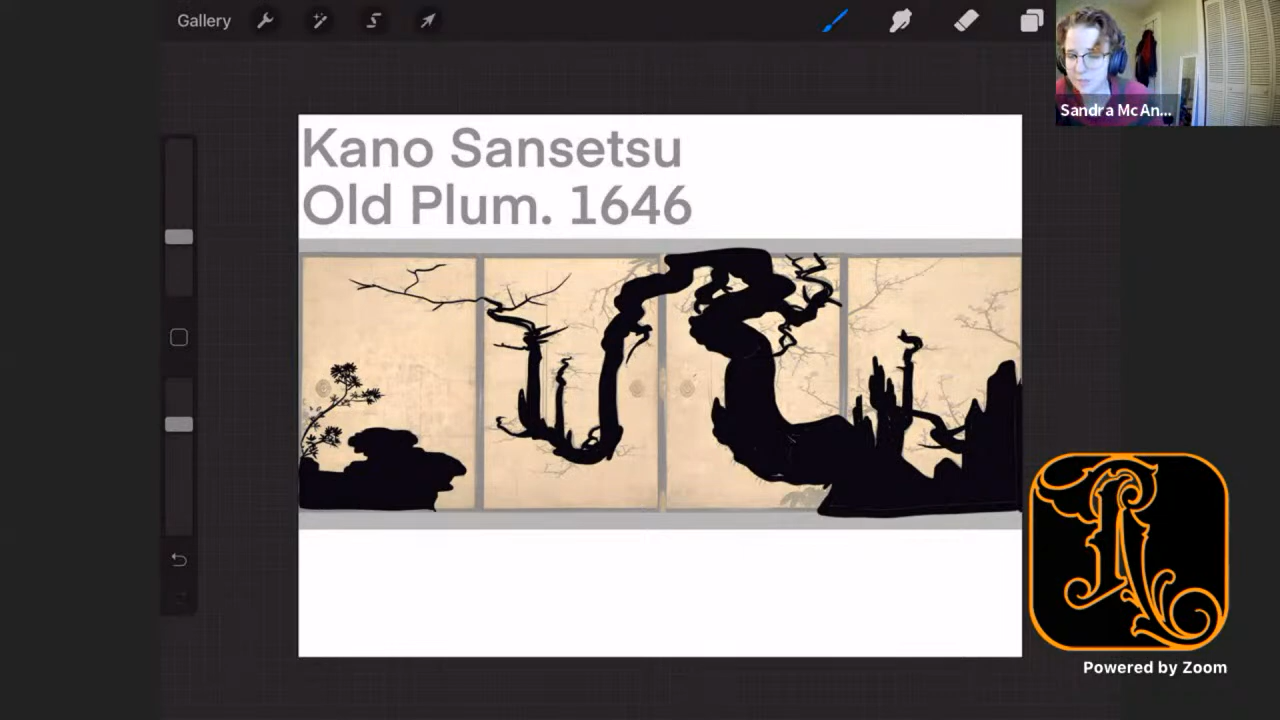 Gallery
Sandra McAn...
Kano Sansetsu
Old Plum. 1646
Powered by Zoom